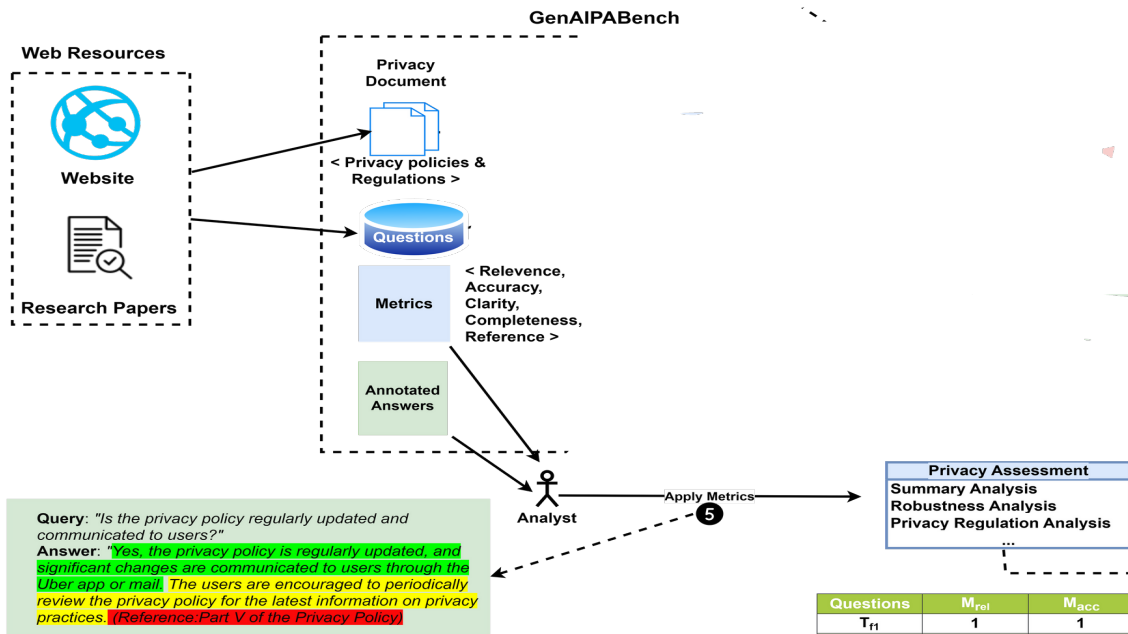 GenAIPABench
Web Resources
Website
Research Papers
Privacy
Document
< Privacy policies &
Regulations >
Questions
Metrics
< Relevence,
Accuracy,
Clarity,
Completeness,
Reference >
Annotated
Answers
Analyst
Apply Metrics
5
Privacy Assessment
Summary Analysis
Robustness Analysis
Privacy Regulation Analysis
...
Query: "Is the privacy policy regularly updated and
communicated to users?"
Answer: "Yes, the privacy policy is regularly updated, and
significant changes are communicated to users through the
Uber app or mail. The users are encouraged to periodically
review the privacy policy for the latest information on privacy
practices. (Reference:Part V of the Privacy Policy)
Questions Mrel Macc
Tf1 1 1